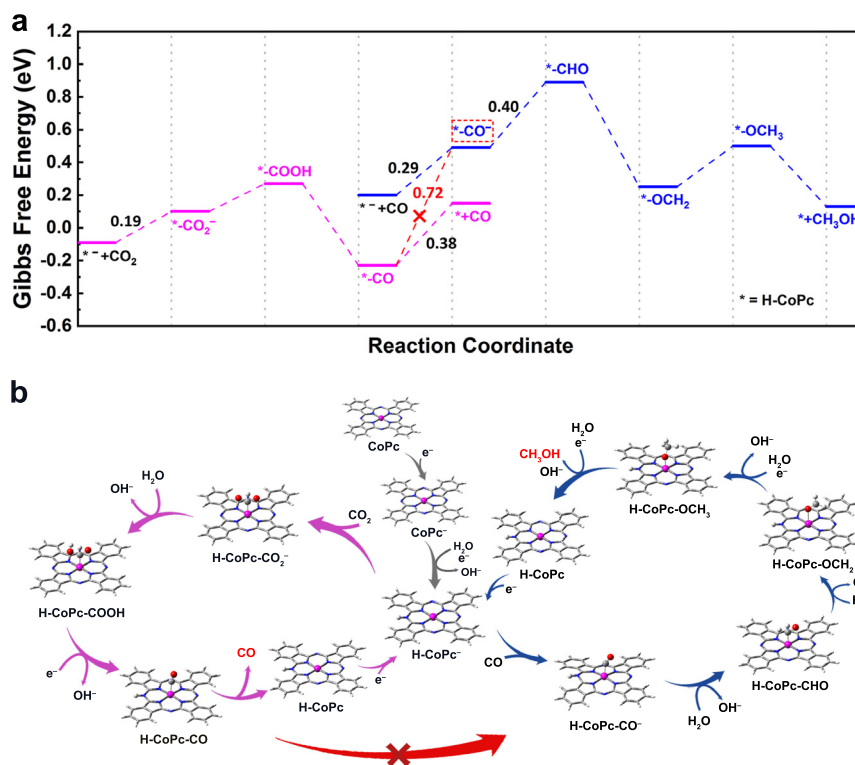 a
Gibbs Free Energy (eV)
1.2
1.0
0.8
0.6
0.4
0.2
0.0
-0.2
-0.4
-0.6
*⁻+CO₂
0.19
*-CO₂⁻
*-COOH
*-CO
*⁻+CO
0.29
0.72
0.38
*+CO
*-CO⁻
0.40
*-CHO
*-OCH₂
*-OCH₃
*+CH₃OH
* = H-CoPc
Reaction Coordinate
b
CoPc
e⁻
CoPc⁻
H₂O
e⁻
OH⁻
H-CoPc⁻
CO₂
H-CoPc-CO₂⁻
H₂O
OH⁻
H-CoPc-COOH
e⁻
OH⁻
H-CoPc-CO
CO
H-CoPc
e⁻
CO
H-CoPc-CO⁻
H₂O
OH⁻
H-CoPc-CHO
H-CoPc-OCH₂
H₂O
e⁻
OH⁻
H-CoPc-OCH₃
H₂O
e⁻
CH₃OH
OH⁻
H-CoPc
e⁻